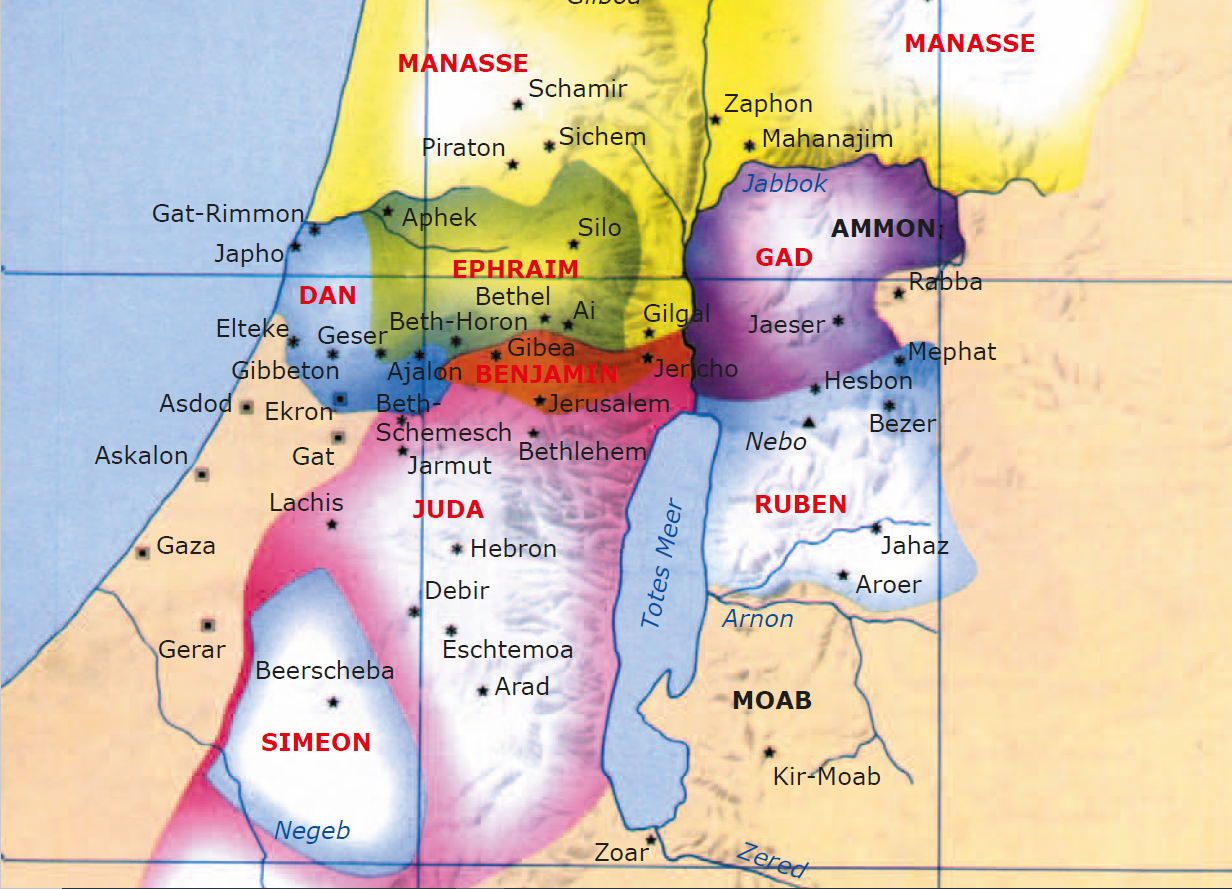 Gilboa
MANASSE
MANASSE
Schamir
Zaphon
Sichem
Mahanajim
Piraton
Jabbok
Gat-Rimmon
Aphek
Silo
AMMON
Japho
GAD
EPHRAIM
Rabba
DAN
Bethel
Ai
Gilgal
Elteke
Geser
Beth-Horon
Jaeser
Gibea
Mephat
Gibbeton
Ajalon
BENJAMIN
Jericho
Hesbon
Asdod
Ekron
Beth-
Schemesch
Jerusalem
Bezer
Nebo
Askalon
Gat
Jarmut
Bethlehem
Lachis
JUDA
RUBEN
Totes Meer
Gaza
Hebron
Jahaz
Debir
Aroer
Arnon
Gerar
Eschtemoa
Beerscheba
Arad
MOAB
SIMEON
Kir-Moab
Negeb
Zoar
Zered